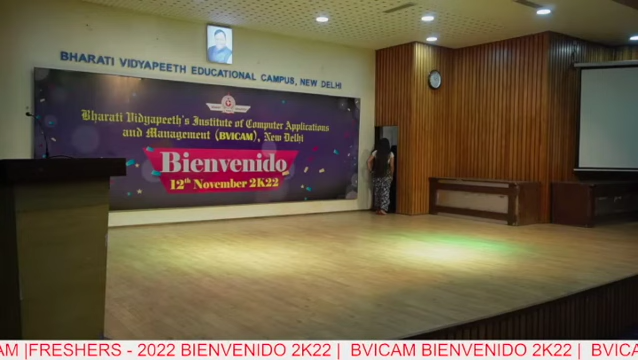 BHARATI VIDYAPEETH EDUCATIONAL CAMPUS, NEW DELHI
Bharati Vidyapeeth's Institute of Computer Applications
and Management (BVICAM), New Delhi
Bienvenido
12th November 2K22
AM |FRESHERS - 2022 BIENVENIDO 2K22 | BVICAM BIENVENIDO 2K22 | BVICA